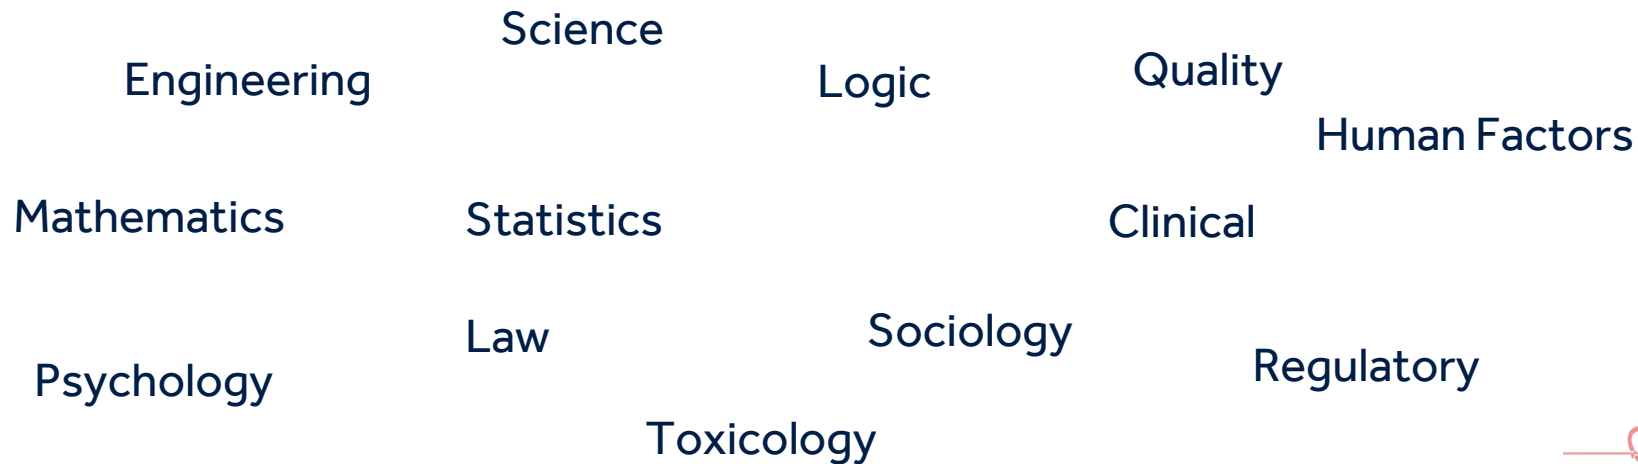 Science
Engineering
Logic
Quality
Human Factors
Mathematics
Statistics
Clinical
Law
Sociology
Psychology
Regulatory
Toxicology